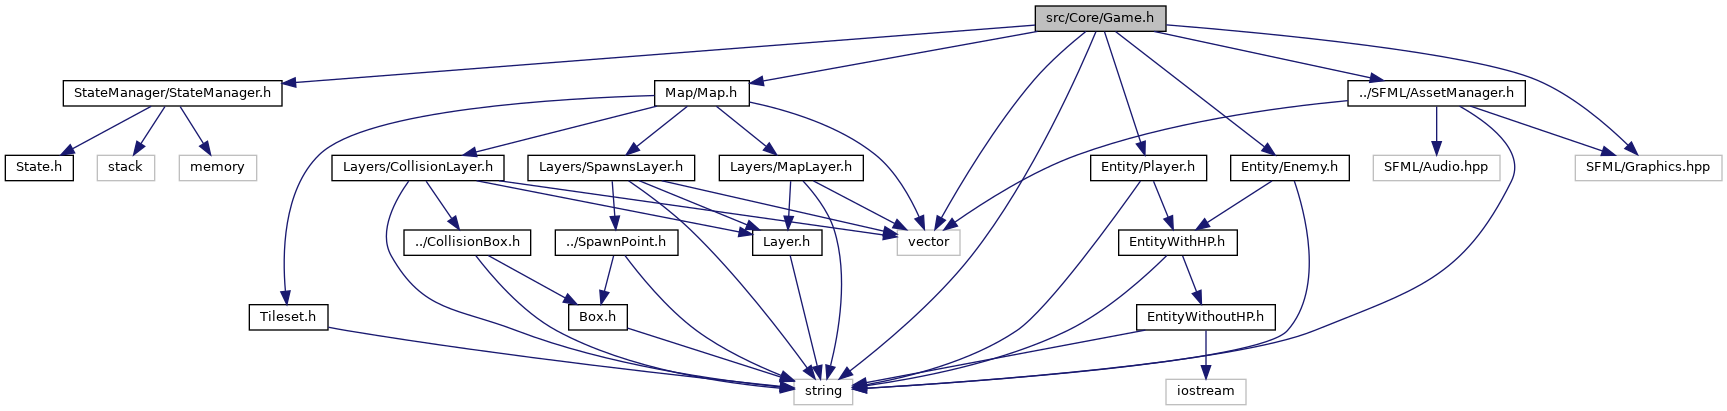 src/Core/Game.h
StateManager/StateManager.h
Map/Map.h
../SFML/AssetManager.h
State.h
stack
memory
Layers/CollisionLayer.h
Layers/SpawnsLayer.h
Layers/MapLayer.h
Entity/Player.h
Entity/Enemy.h
SFML/Audio.hpp
SFML/Graphics.hpp
../CollisionBox.h
../SpawnPoint.h
Layer.h
vector
EntityWithHP.h
Tileset.h
Box.h
EntityWithoutHP.h
string
iostream